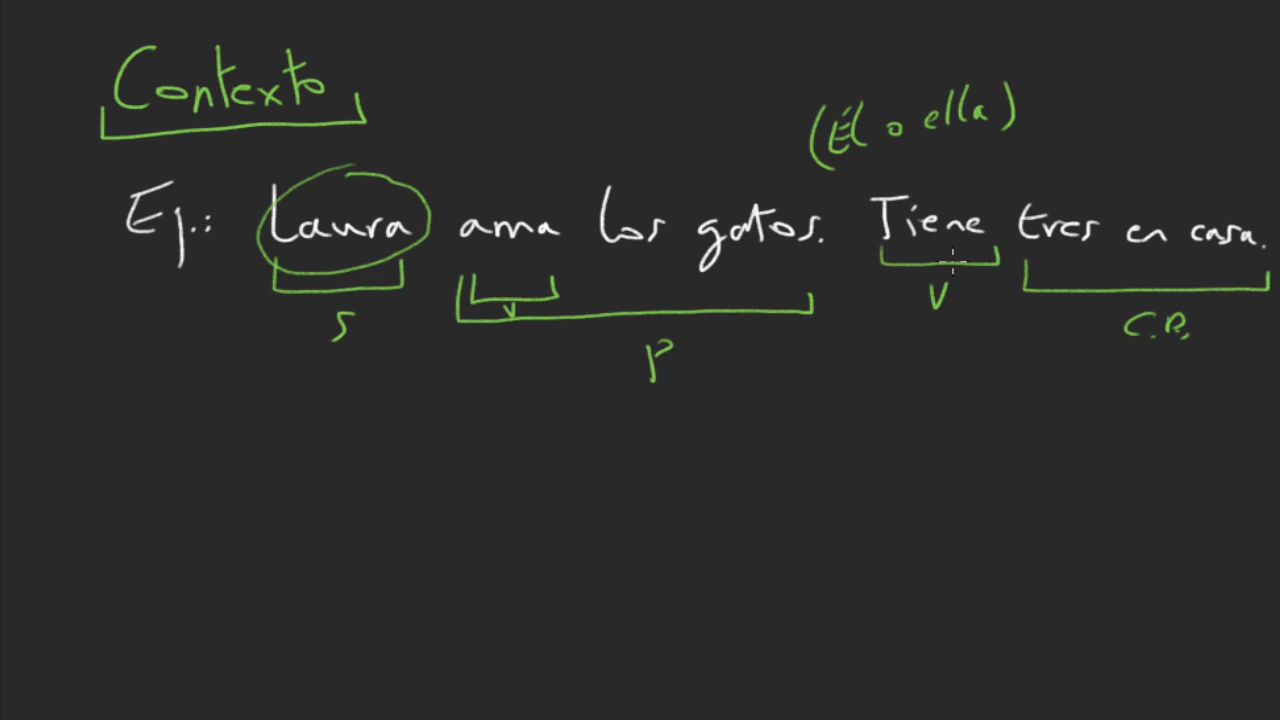 Contexto
(Él o ella)
Ej.: Laura ama los gatos. Tiene tres en casa.
S V P V C.P.